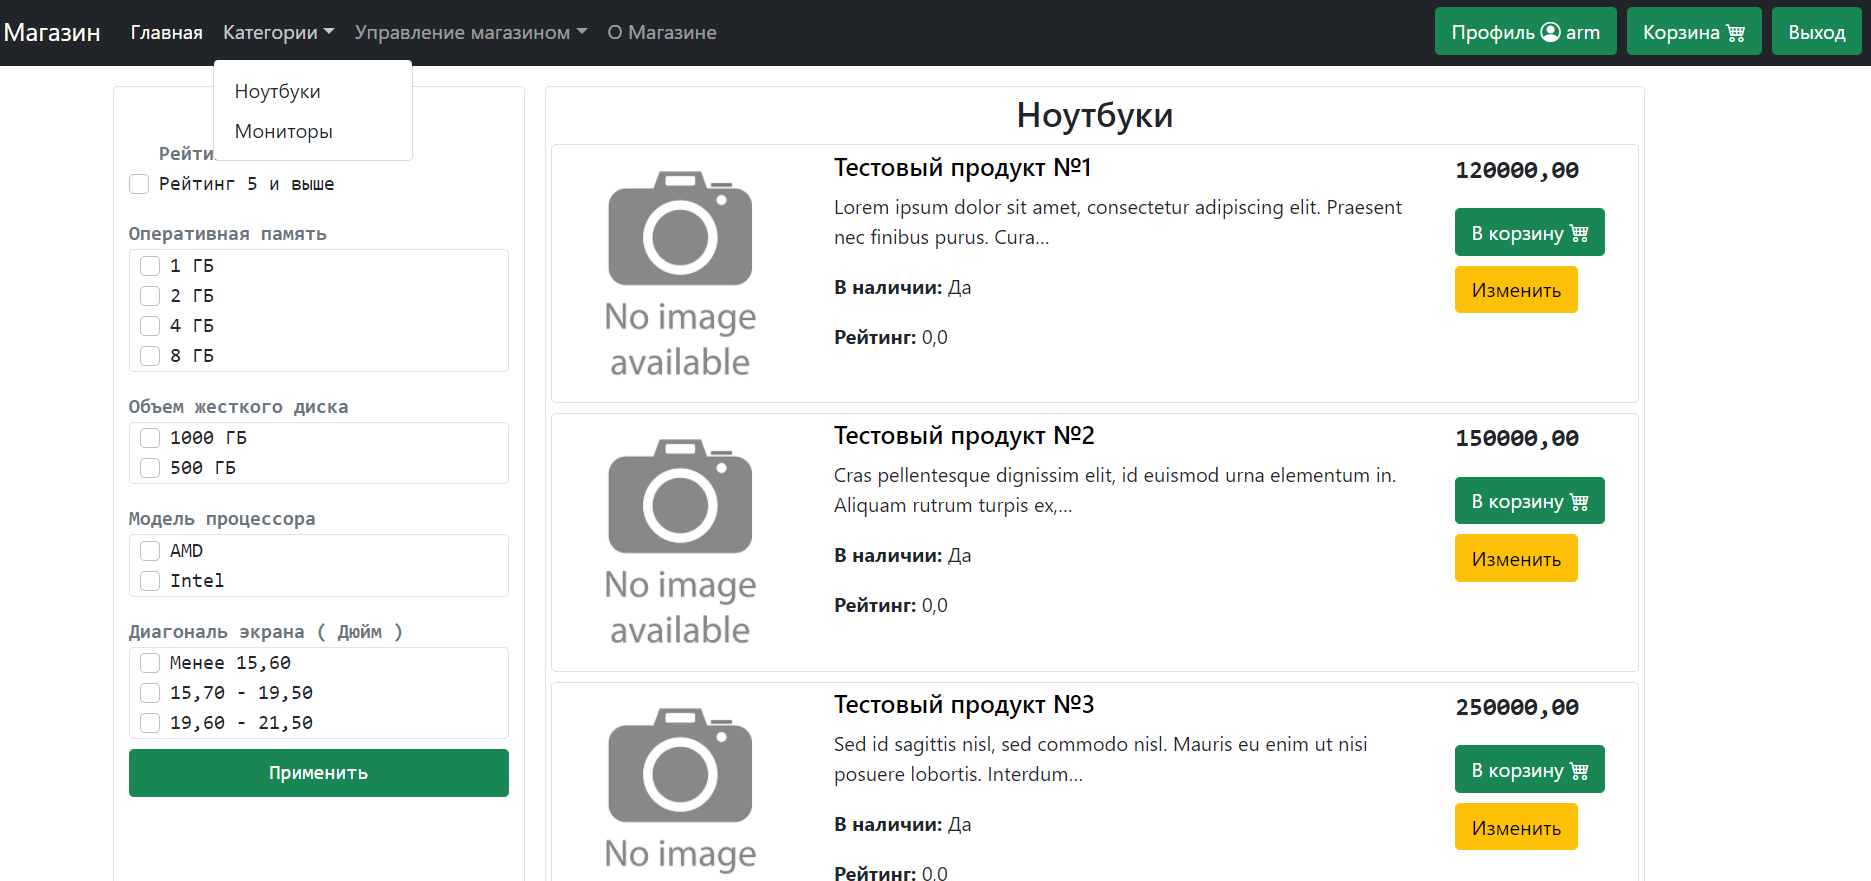 Магазин Главная Категории Управление магазином О Магазине Профиль arm Корзина Выход
Ноутбуки
Мониторы
Рейтинг 5 и выше
Оперативная память
1 ГБ
2 ГБ
4 ГБ
8 ГБ
Объем жесткого диска
1000 ГБ
500 ГБ
Модель процессора
AMD
Intel
Диагональ экрана ( Дюйм )
Менее 15,60
15,70 - 19,50
19,60 - 21,50
Применить
Ноутбуки
No image
available
Тестовый продукт №1
Lorem ipsum dolor sit amet, consectetur adipiscing elit. Praesent
nec finibus purus. Cura...
В наличии: Да
Рейтинг: 0,0
120000,00
В корзину
Изменить
No image
available
Тестовый продукт №2
Cras pellentesque dignissim elit, id euismod urna elementum in.
Aliquam rutrum turpis ex,...
В наличии: Да
Рейтинг: 0,0
150000,00
В корзину
Изменить
No image
Тестовый продукт №3
Sed id sagittis nisl, sed commodo nisl. Mauris eu enim ut nisi
posuere lobortis. Interdum...
В наличии: Да
Рейтинг: 0,0
250000,00
В корзину
Изменить